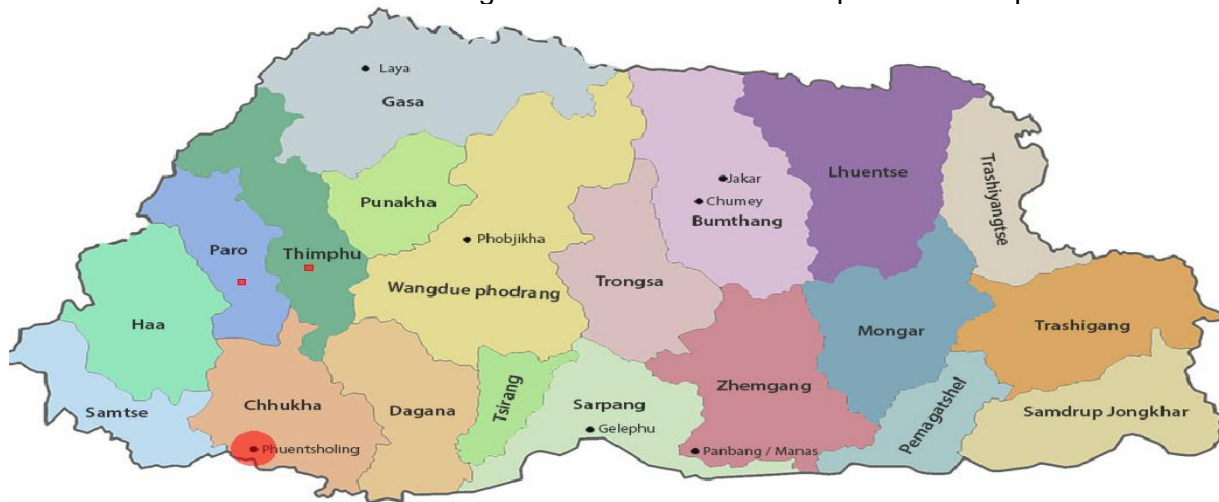 Laya
Gasa
Punakha
Paro
Thimphu
Haa
Samtse
Chhukha
Phuentsholing
Dagana
Tsirang
Phobjikha
Wangdue phodrang
Trongsa
Jakar
Chumey
Bumthang
Lhuentse
Trashiyangtse
Mongar
Trashigang
Zhemgang
Sarpang
Gelephu
Panbang / Manas
Pemagatshel
Samdrup Jongkhar